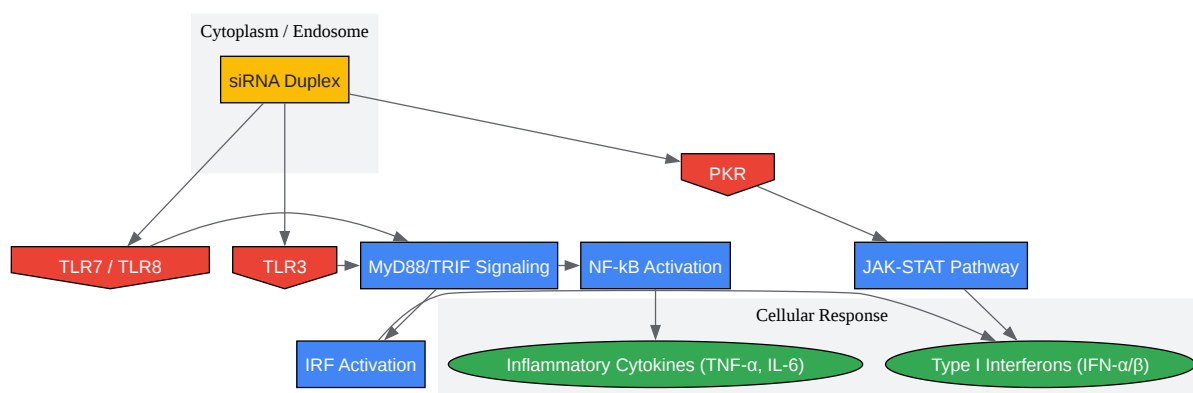 Cytoplasm / Endosome
siRNA Duplex
PKR
TLR7 / TLR8
TLR3
MyD88/TRIF Signaling
NF-kB Activation
JAK-STAT Pathway
Cellular Response
IRF Activation
Inflammatory Cytokines (TNF-α, IL-6)
Type I Interferons (IFN-α/β)